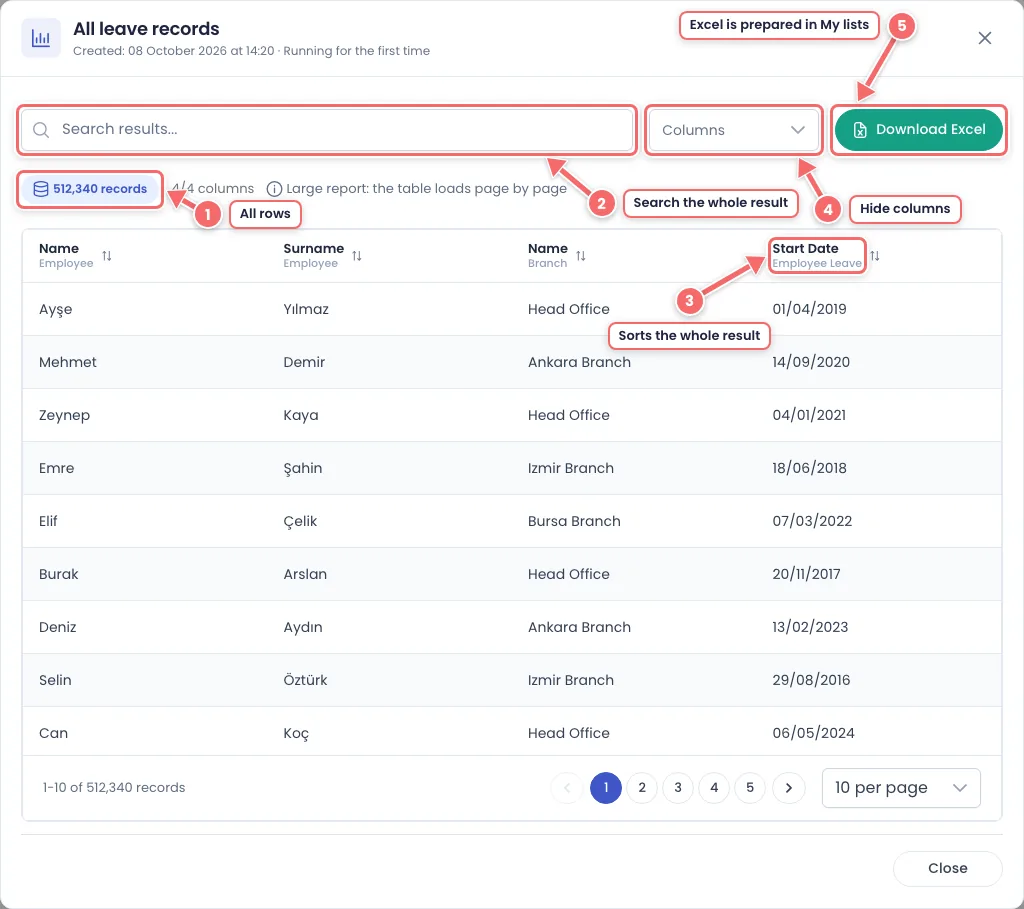 All leave records
Created: 08 October 2026 at 14:20 · Running for the first time
Excel is prepared in My lists
5
Search results...
Columns
Download Excel
512,340 records
4/4 columns
Large report: the table loads page by page
1
All rows
2
Search the whole result
4
Hide columns
Name
Employee
Surname
Employee
Name
Branch
Start Date
Employee Leave
3
Sorts the whole result
Ayşe Yılmaz Head Office 01/04/2019
Mehmet Demir Ankara Branch 14/09/2020
Zeynep Kaya Head Office 04/01/2021
Emre Şahin Izmir Branch 18/06/2018
Elif Çelik Bursa Branch 07/03/2022
Burak Arslan Head Office 20/11/2017
Deniz Aydın Ankara Branch 13/02/2023
Selin Öztürk Izmir Branch 29/08/2016
Can Koç Head Office 06/05/2024
1-10 of 512,340 records
1 2 3 4 5
10 per page
Close